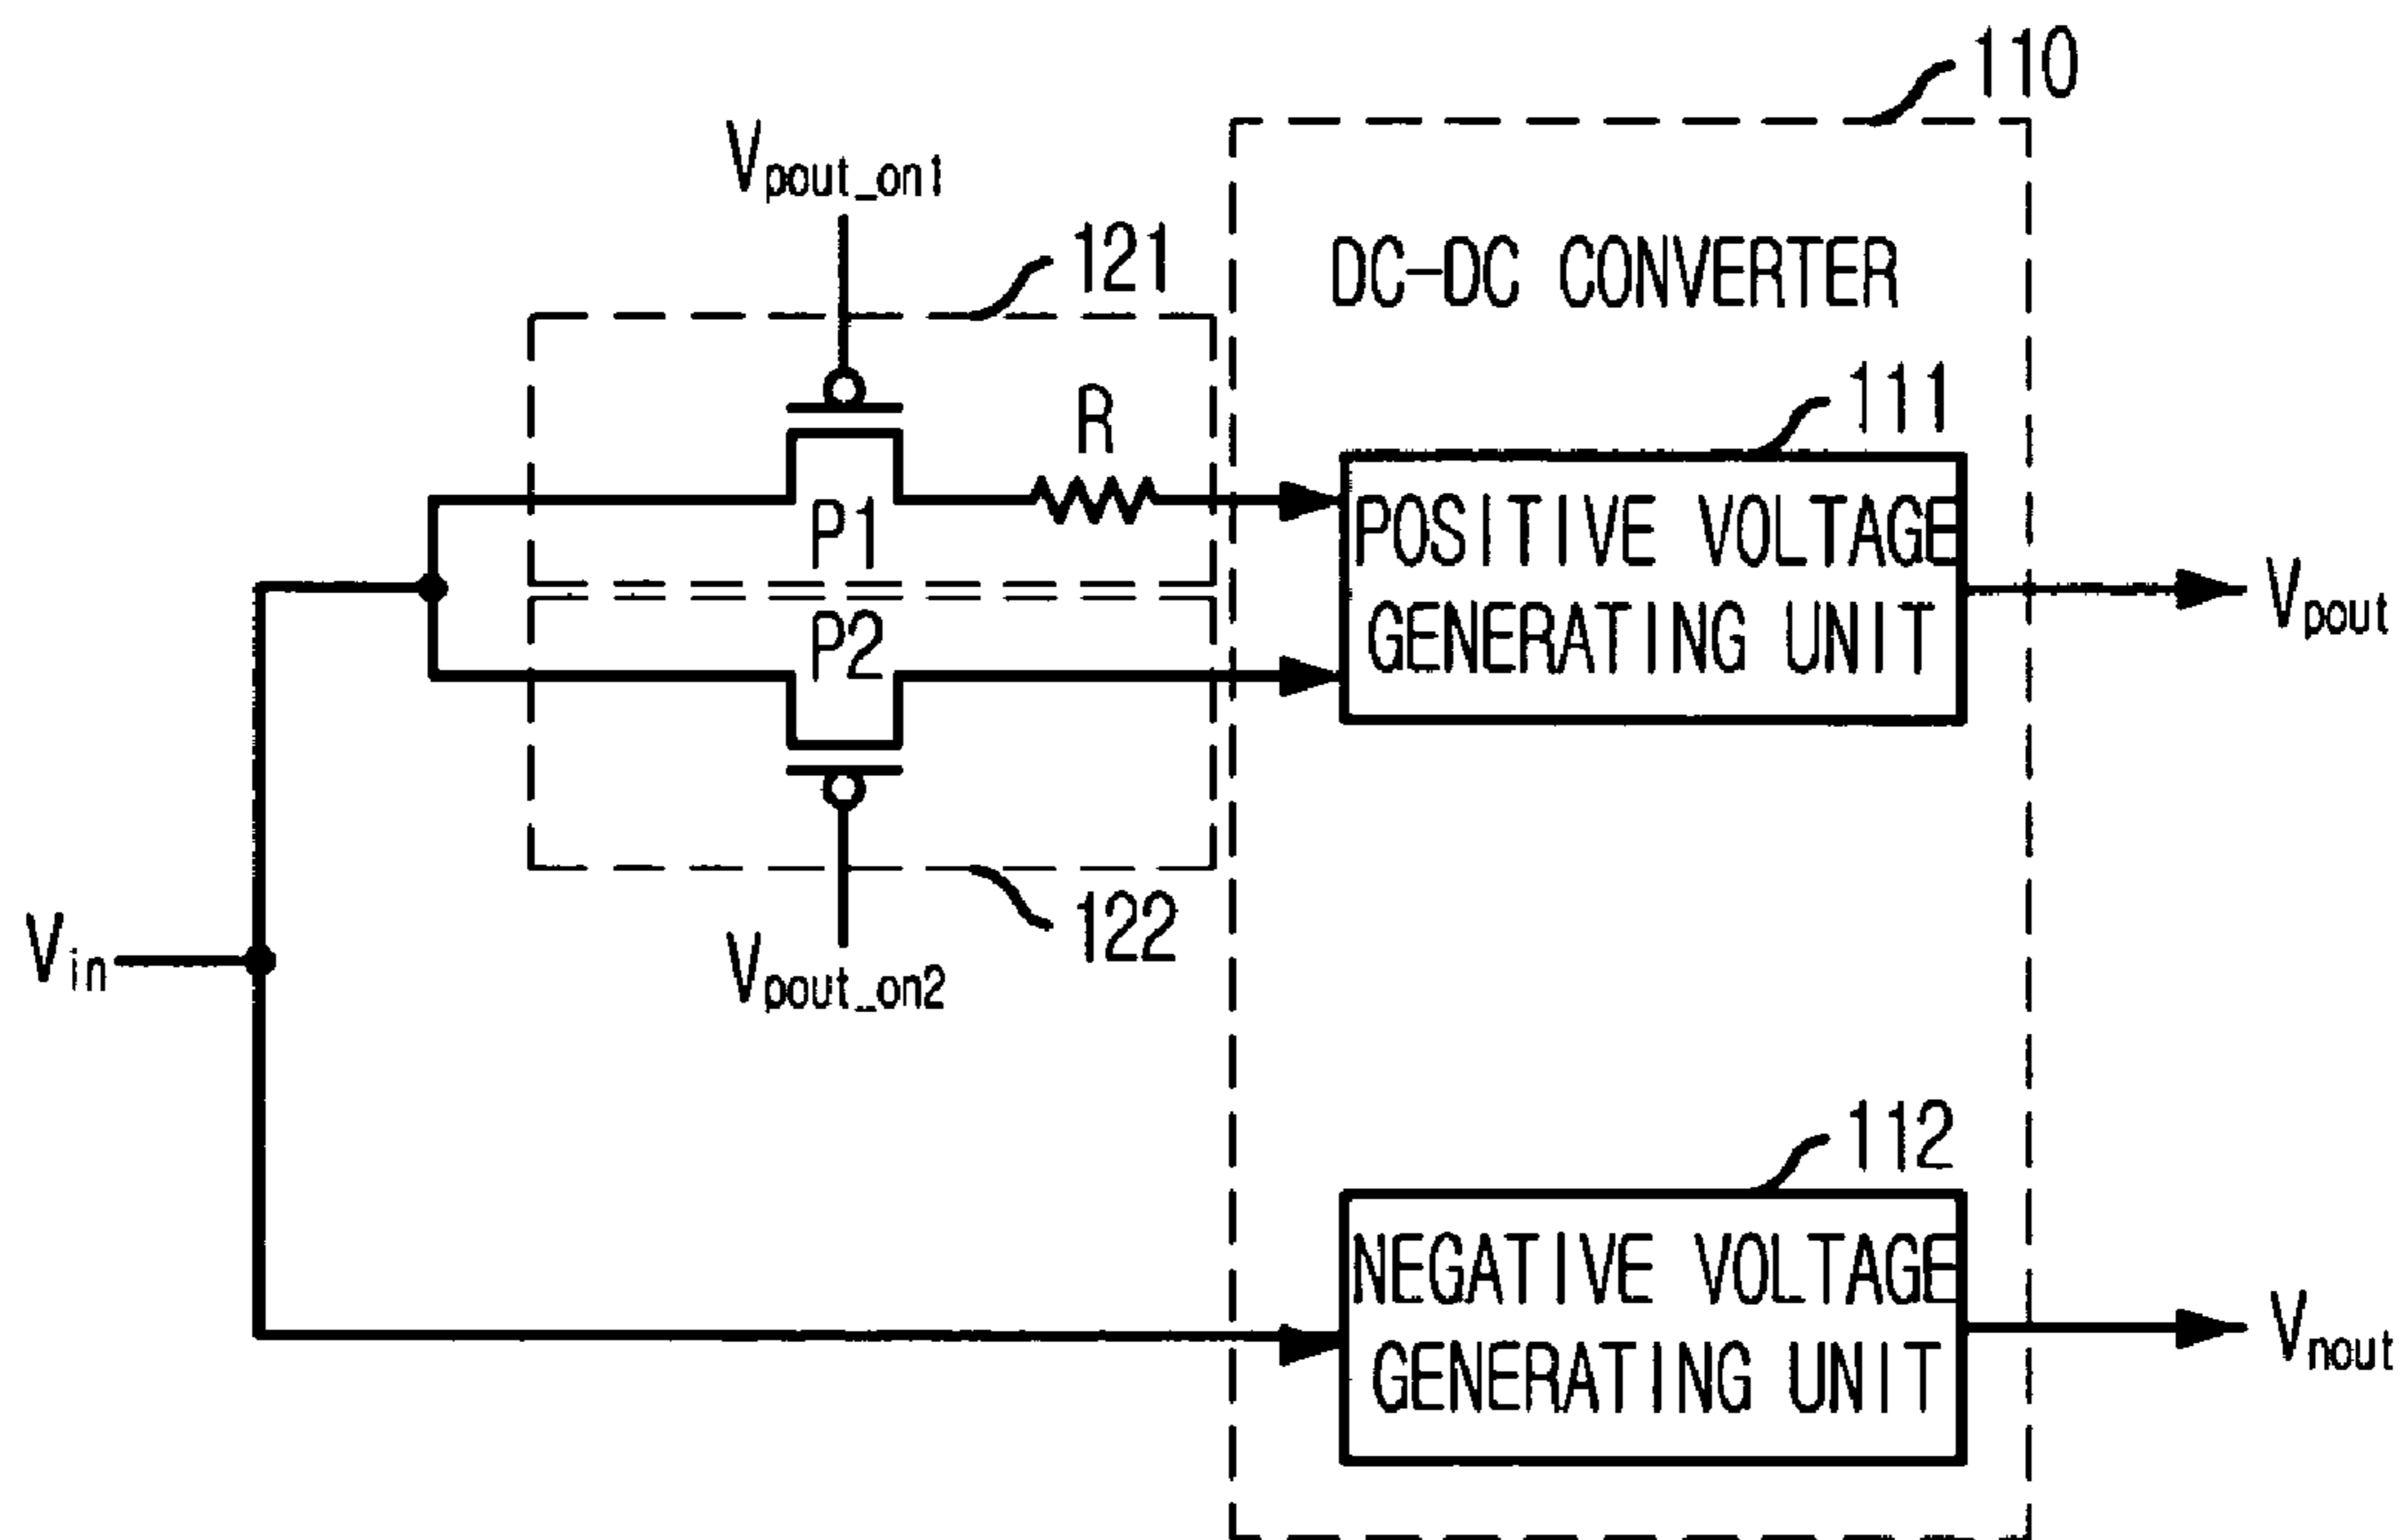 110
Vpout_on1
121
DC-DC CONVERTER
111
R
P1
POSITIVE VOLTAGE
GENERATING UNIT
Vpout
P2
122
Vin
Vpout_on2
112
NEGATIVE VOLTAGE
GENERATING UNIT
Vnout